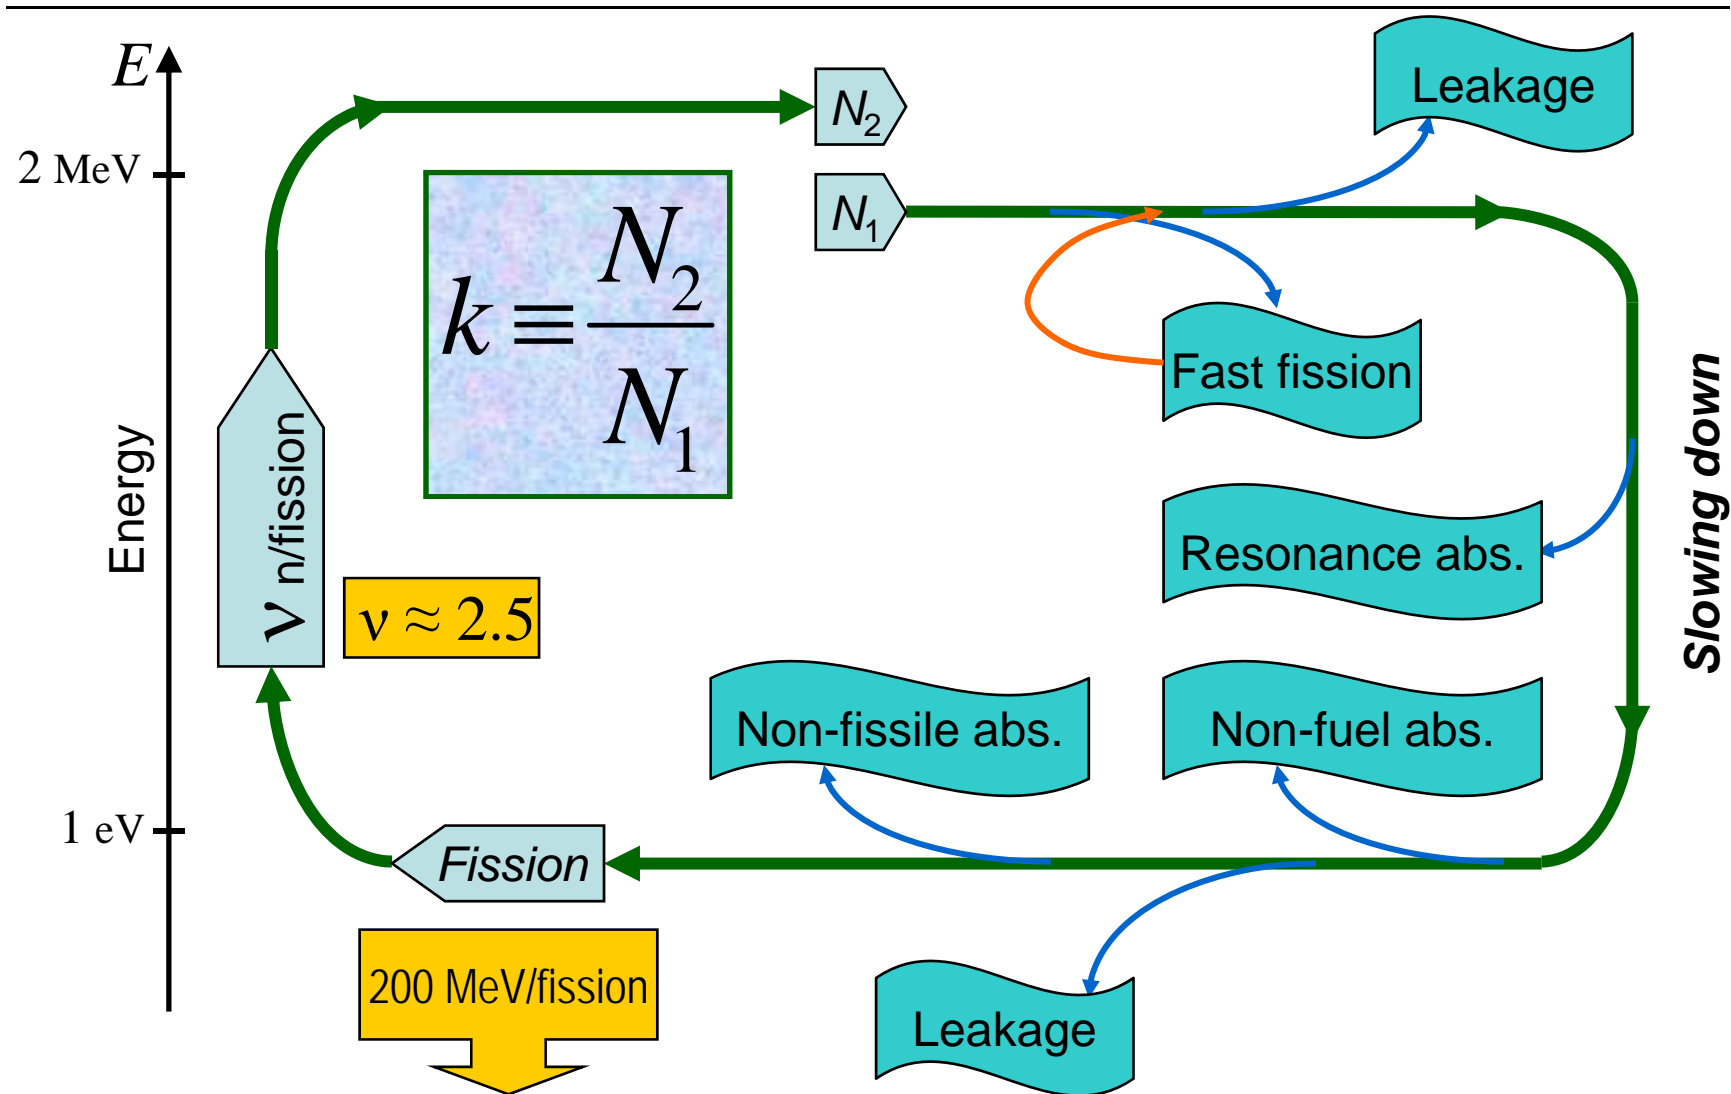 E
2 MeV
N₂
N₁
Leakage
k ≡ N₂ / N₁
Fast fission
Slowing down
Energy
ν n/fission
ν ≈ 2.5
Resonance abs.
Non-fissile abs.
Non-fuel abs.
1 eV
Fission
200 MeV/fission
Leakage